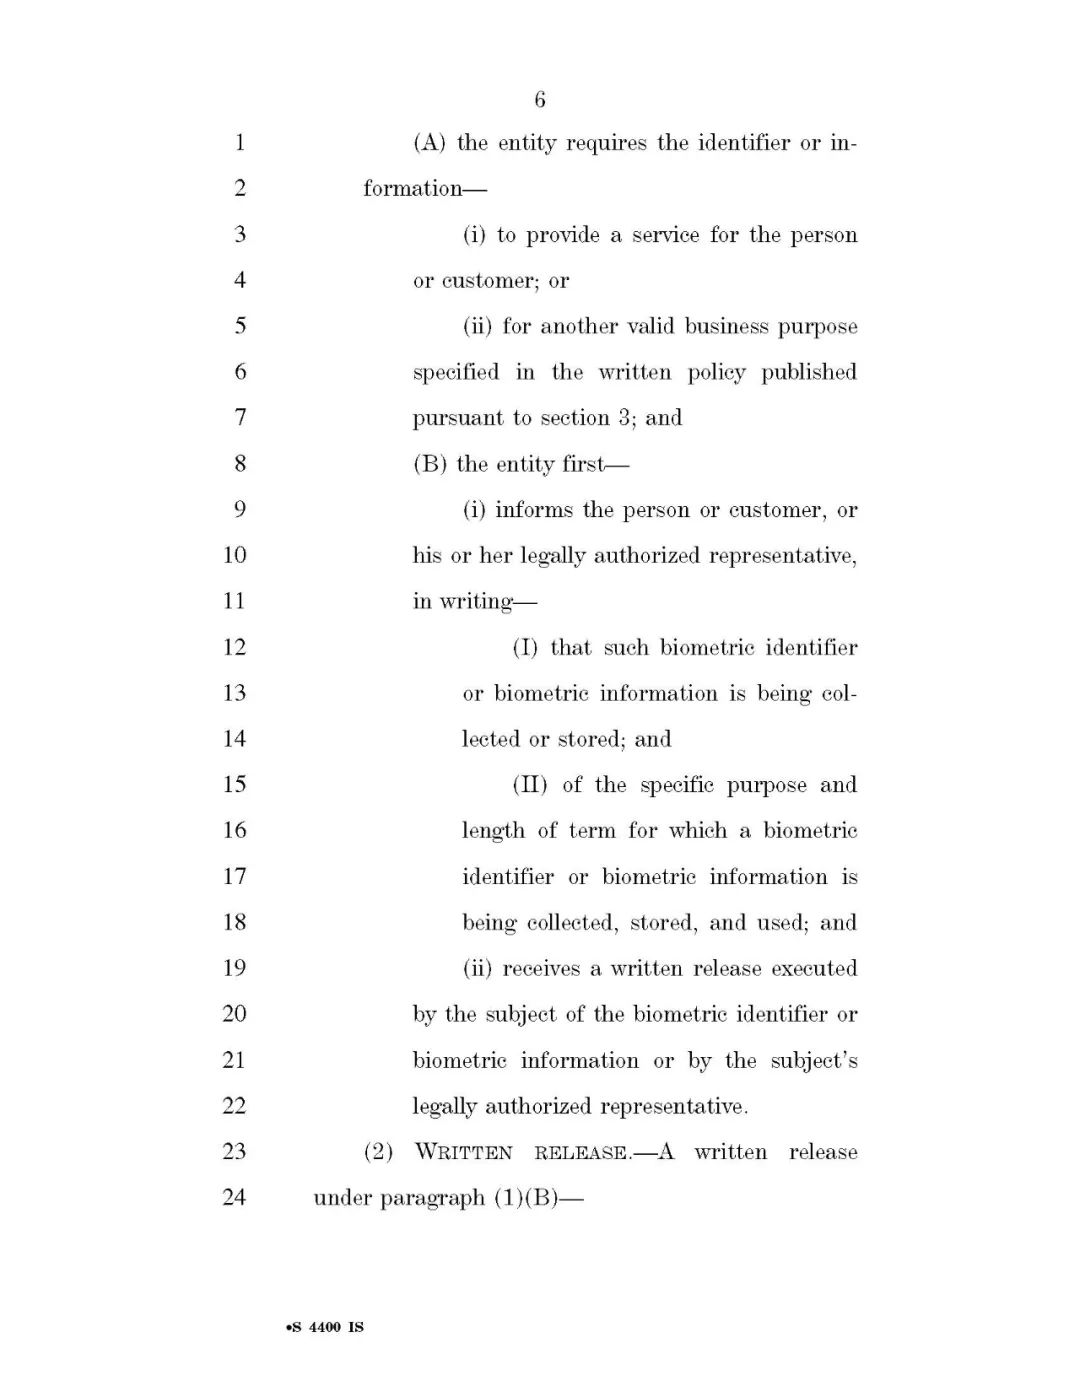 6
1 (A) the entity requires the identifier or in-
2 formation—
3 (i) to provide a service for the person
4 or customer; or
5 (ii) for another valid business purpose
6 specified in the written policy published
7 pursuant to section 3; and
8 (B) the entity first—
9 (i) informs the person or customer, or
10 his or her legally authorized representative,
11 in writing—
12 (I) that such biometric identifier
13 or biometric information is being col-
14 lected or stored; and
15 (II) of the specific purpose and
16 length of term for which a biometric
17 identifier or biometric information is
18 being collected, stored, and used; and
19 (ii) receives a written release executed
20 by the subject of the biometric identifier or
21 biometric information or by the subject's
22 legally authorized representative.
23 (2) WRITTEN RELEASE.—A written release
24 under paragraph (1)(B)—
•S 4400 IS